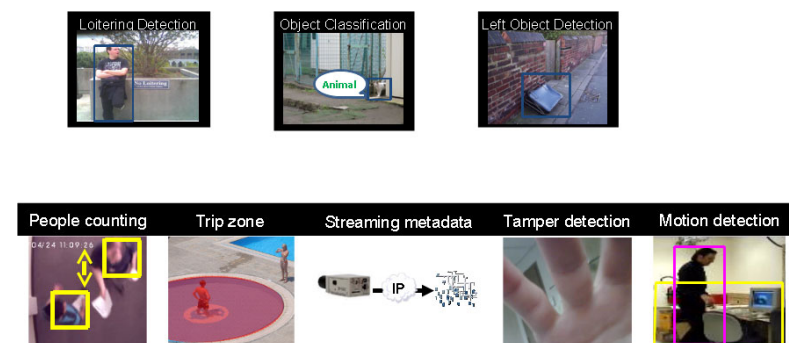 Loitering Detection
Object Classification
Left Object Detection
No Loitering
Animal
People counting
Trip zone
Streaming metadata
Tamper detection
Motion detection
04/24 11:09:26
IP